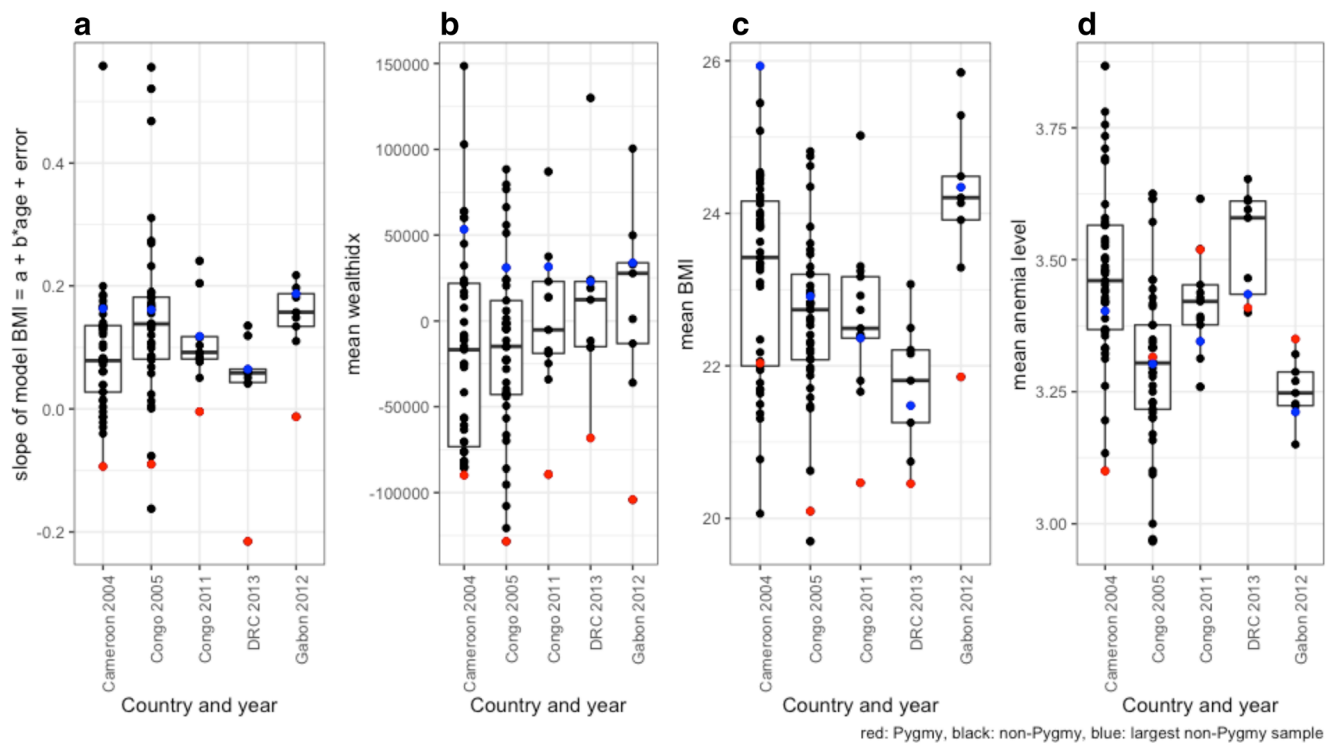 a
slope of model BMI = a + b*age + error
0.4
0.2
0.0
-0.2
Cameroon 2004
Congo 2005
Congo 2011
DRC 2013
Gabon 2012
Country and year
b
mean wealthidx
150000
100000
50000
0
-50000
-100000
Cameroon 2004
Congo 2005
Congo 2011
DRC 2013
Gabon 2012
Country and year
c
mean BMI
26
24
22
20
Cameroon 2004
Congo 2005
Congo 2011
DRC 2013
Gabon 2012
Country and year
d
mean anemia level
3.75
3.50
3.25
3.00
Cameroon 2004
Congo 2005
Congo 2011
DRC 2013
Gabon 2012
Country and year
red: Pygmy, black: non-Pygmy, blue: largest non-Pygmy sample